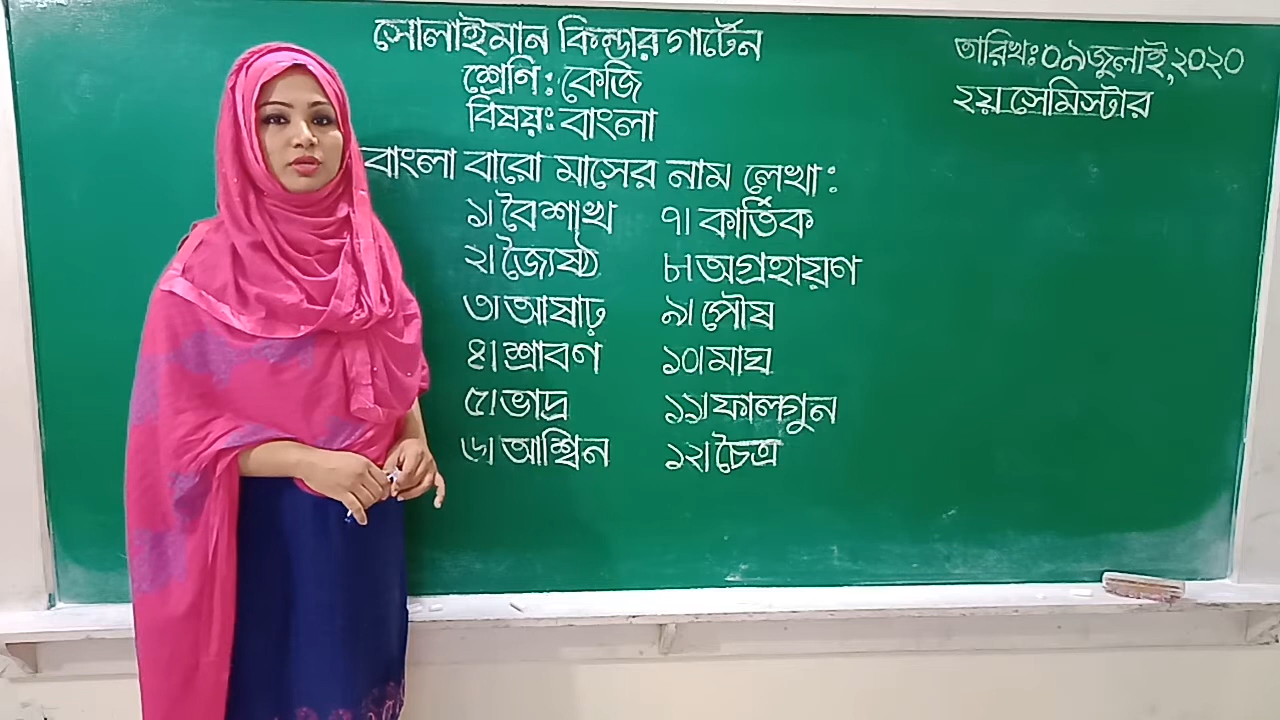 সোলাইমান কিন্ডার গার্টেন
শ্রেণি: কেজি
বিষয়: বাংলা
তারিখঃ ০৯ জুলাই, ২০২০
২য় সেমিস্টার
বাংলা বারো মাসের নাম লেখা:
১। বৈশাখ ৭। কার্তিক
২। জ্যৈষ্ঠ ৮। অগ্রহায়ণ
৩। আষাঢ় ৯। পৌষ
৪। শ্রাবণ ১০। মাঘ
৫। ভাদ্র ১১। ফালগুন
৬। আশ্বিন ১২। চৈত্র